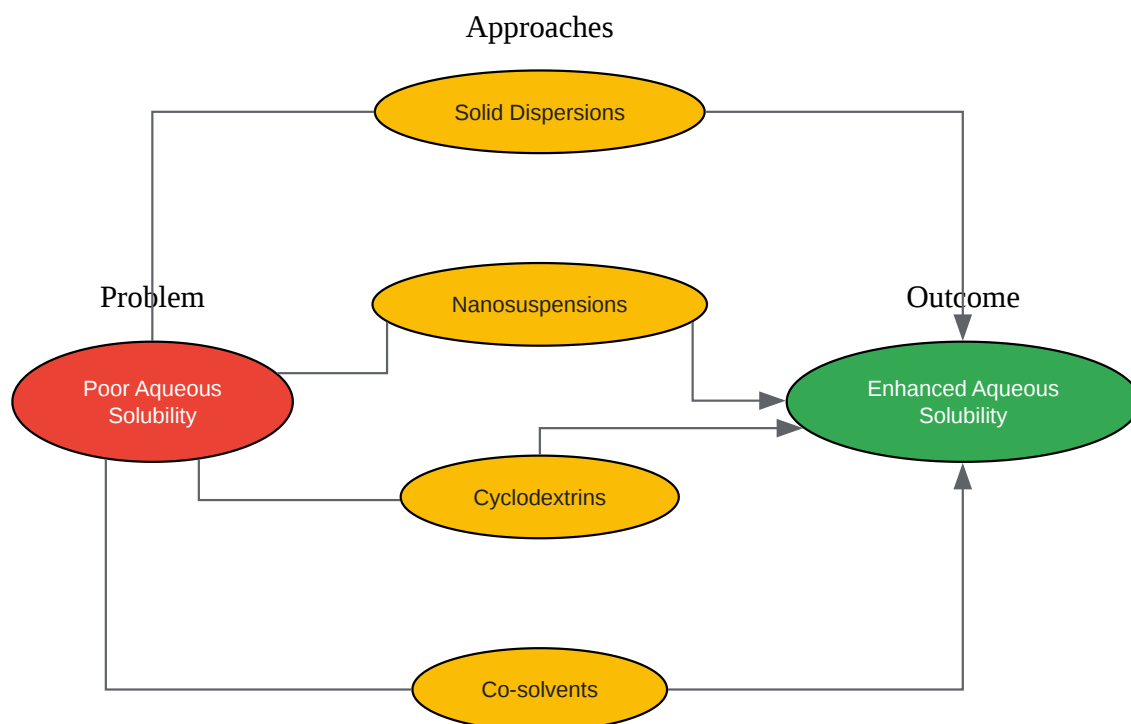 Approaches
Solid Dispersions
Problem
Nanosuspensions
Outcome
Poor Aqueous
Solubility
Enhanced Aqueous
Solubility
Cyclodextrins
Co-solvents